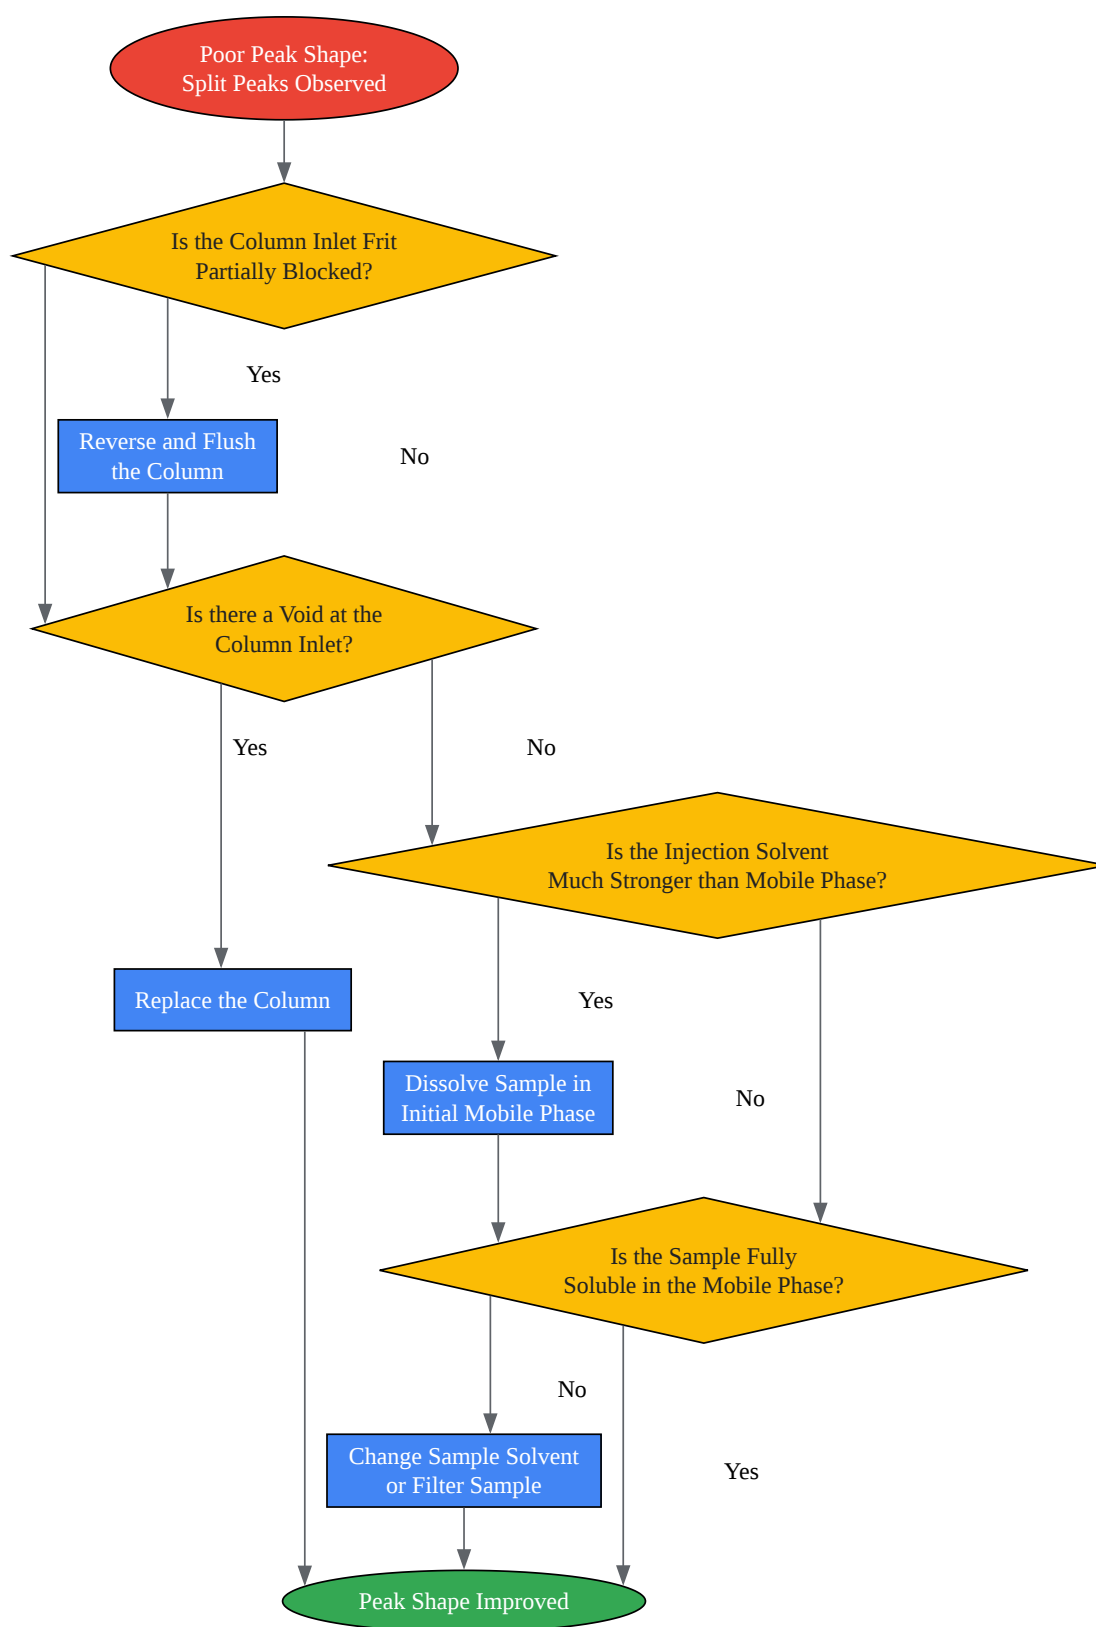 Poor Peak Shape:
Split Peaks Observed
Is the Column Inlet Frit
Partially Blocked?
Yes
Reverse and Flush
the Column
No
Is there a Void at the
Column Inlet?
Yes
No
Is the Injection Solvent
Much Stronger than Mobile Phase?
Replace the Column
Yes
Dissolve Sample in
Initial Mobile Phase
No
Is the Sample Fully
Soluble in the Mobile Phase?
No
Change Sample Solvent
or Filter Sample
Yes
Peak Shape Improved